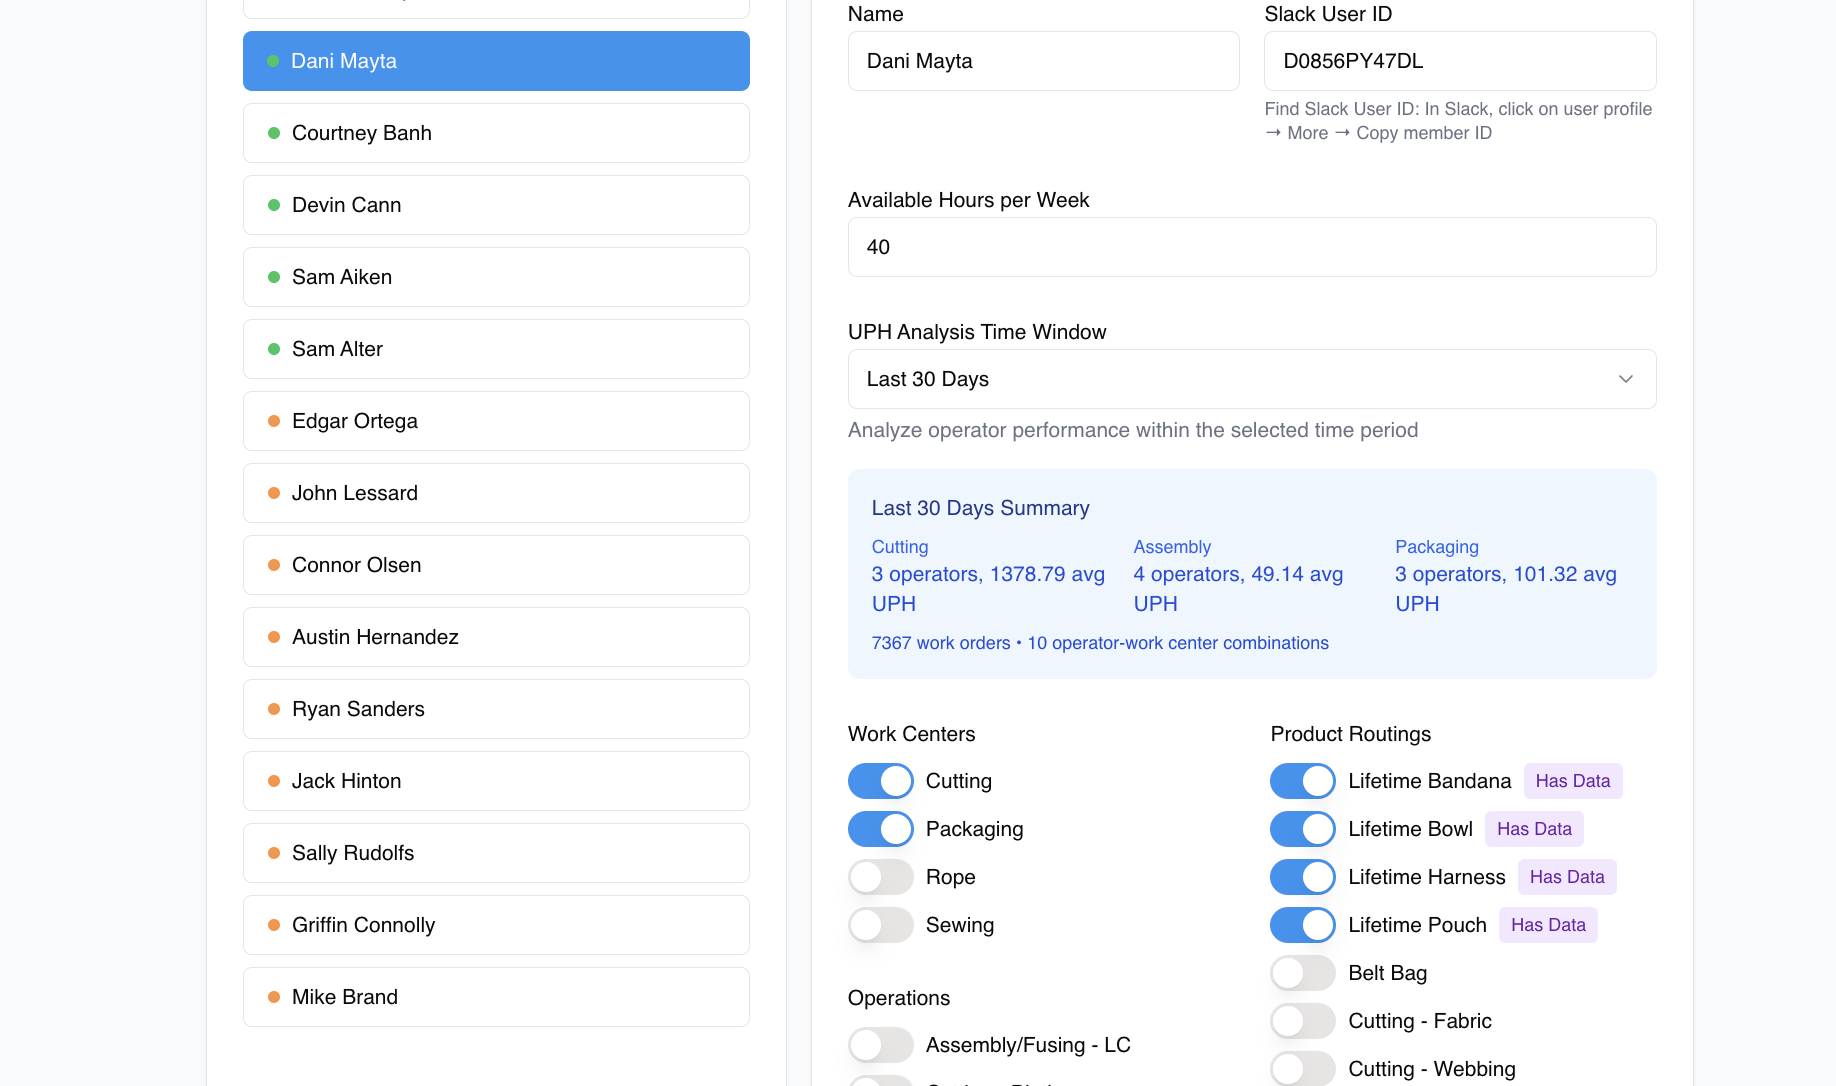 Dani Mayta
Courtney Banh
Devin Cann
Sam Aiken
Sam Alter
Edgar Ortega
John Lessard
Connor Olsen
Austin Hernandez
Ryan Sanders
Jack Hinton
Sally Rudolfs
Griffin Connolly
Mike Brand
Name
Dani Mayta
Slack User ID
D0856PY47DL
Find Slack User ID: In Slack, click on user profile
→ More → Copy member ID
Available Hours per Week
40
UPH Analysis Time Window
Last 30 Days
Analyze operator performance within the selected time period
Last 30 Days Summary
Cutting
3 operators, 1378.79 avg
UPH
Assembly
4 operators, 49.14 avg
UPH
Packaging
3 operators, 101.32 avg
UPH
7367 work orders • 10 operator-work center combinations
Work Centers
Cutting
Packaging
Rope
Sewing
Operations
Assembly/Fusing - LC
Product Routings
Lifetime Bandana Has Data
Lifetime Bowl Has Data
Lifetime Harness Has Data
Lifetime Pouch Has Data
Belt Bag
Cutting - Fabric
Cutting - Webbing